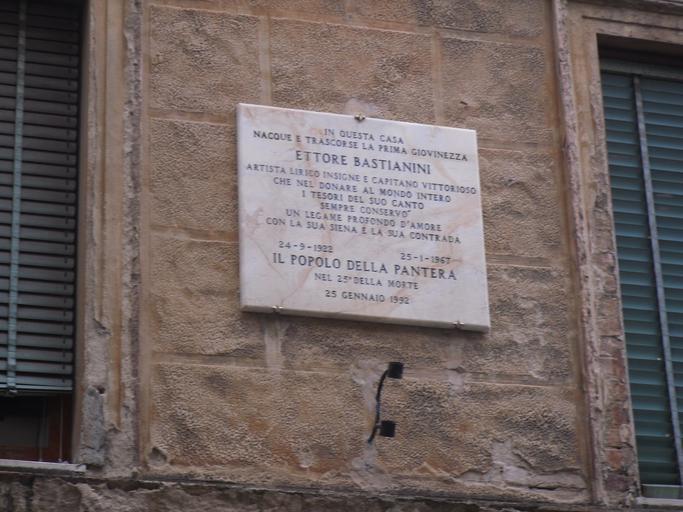 IN QUESTA CASA
NACQUE E TRASCORSE LA PRIMA GIOVINEZZA
ETTORE BASTIANINI
ARTISTA LIRICO INSIGNE E CAPITANO VITTORIOSO
CHE NEL DONARE AL MONDO INTERO
I TESORI DEL SUO CANTO
SEMPRE CONSERVO'
UN LEGAME PROFONDO D'AMORE
CON LA SUA SIENA E LA SUA CONTRADA
24-9-1922 25-1-1967
IL POPOLO DELLA PANTERA
NEL 25° DELLA MORTE
25 GENNAIO 1992